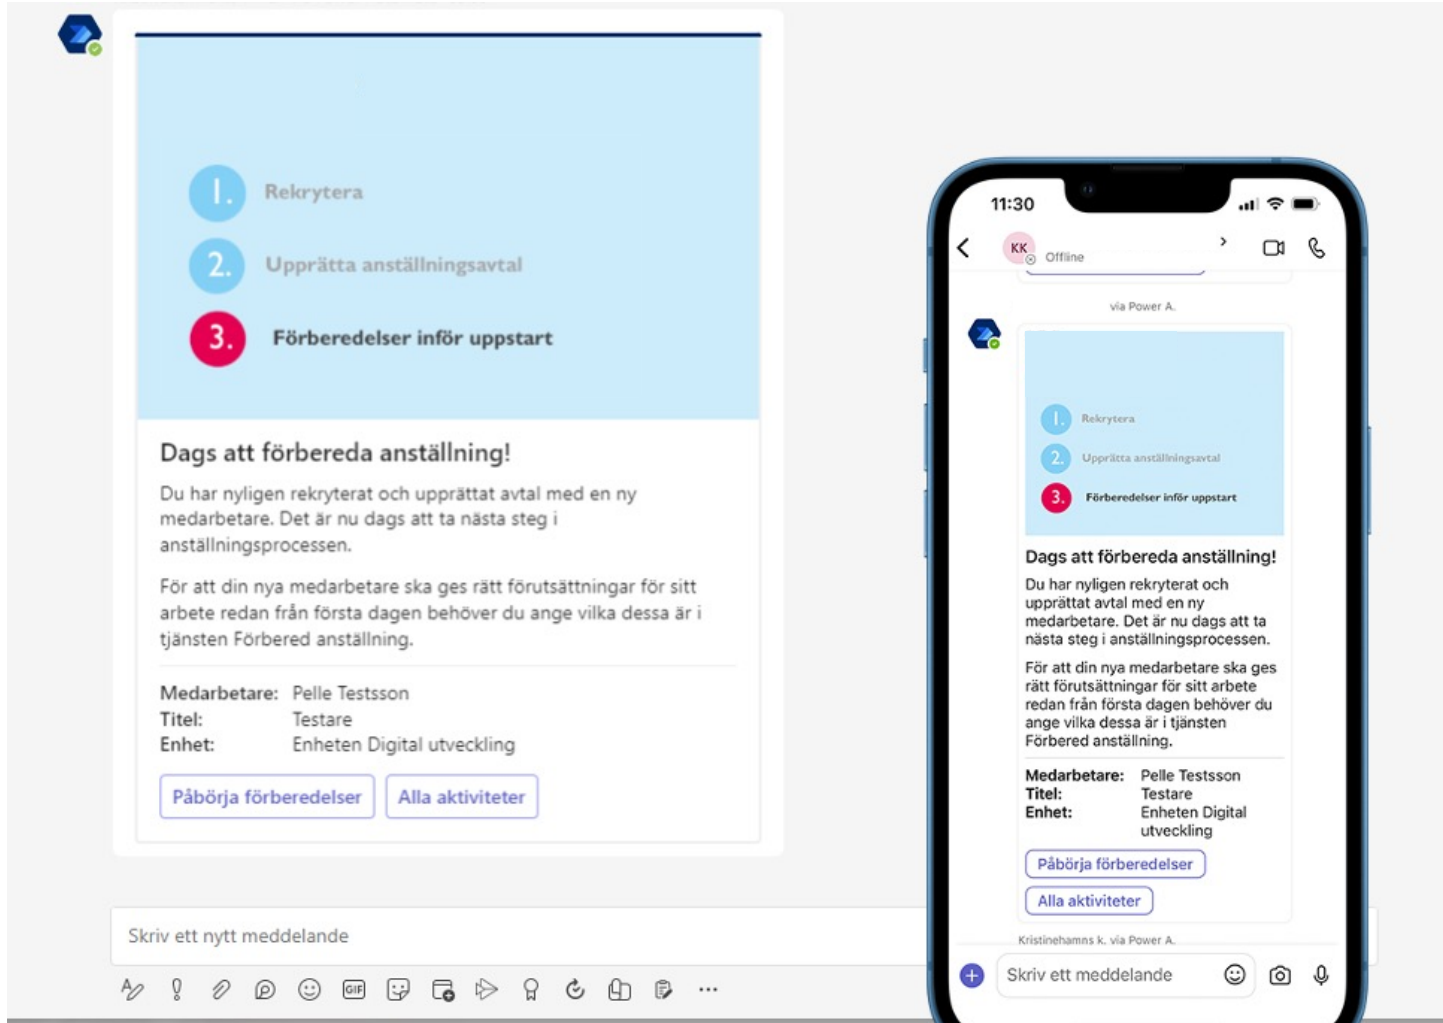 1. Rekrytera
2. Upprätta anställningsavtal
3. Förberedelser inför uppstart
Dags att förbereda anställning!
Du har nyligen rekryterat och upprättat avtal med en ny
medarbetare. Det är nu dags att ta nästa steg i
anställningsprocessen.
För att din nya medarbetare ska ges rätt förutsättningar för sitt
arbete redan från första dagen behöver du ange vilka dessa är i
tjänsten Förbered anställning.
Medarbetare: Pelle Testsson
Titel: Testare
Enhet: Enheten Digital utveckling
Påbörja förberedelser Alla aktiviteter
Skriv ett nytt meddelande
GIF
11:30
KK
Offline
via Power A.
1. Rekrytera
2. Upprätta anställningsavtal
3. Förberedelser inför uppstart
Dags att förbereda anställning!
Du har nyligen rekryterat och
upprättat avtal med en ny
medarbetare. Det är nu dags att ta
nästa steg i anställningsprocessen.
För att din nya medarbetare ska ges
rätt förutsättningar för sitt arbete
redan från första dagen behöver du
ange vilka dessa är i tjänsten
Förbered anställning.
Medarbetare: Pelle Testsson
Titel: Testare
Enhet: Enheten Digital
utveckling
Påbörja förberedelser
Alla aktiviteter
Kristinehamns k. via Power A.
Skriv ett meddelande